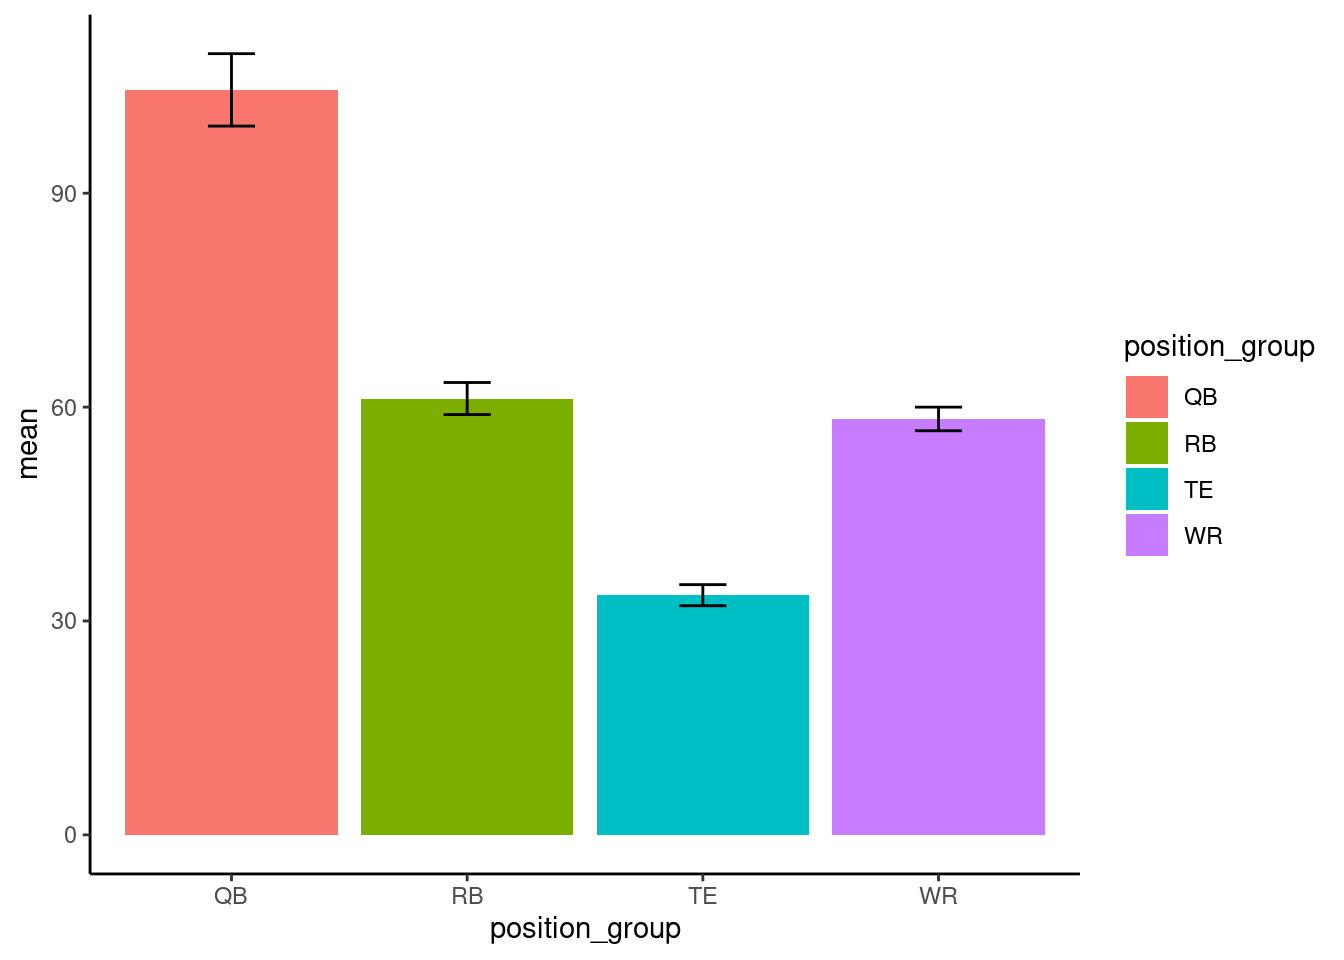 mean
90
60
30
0
QB
RB
TE
WR
position_group
position_group
QB
RB
TE
WR